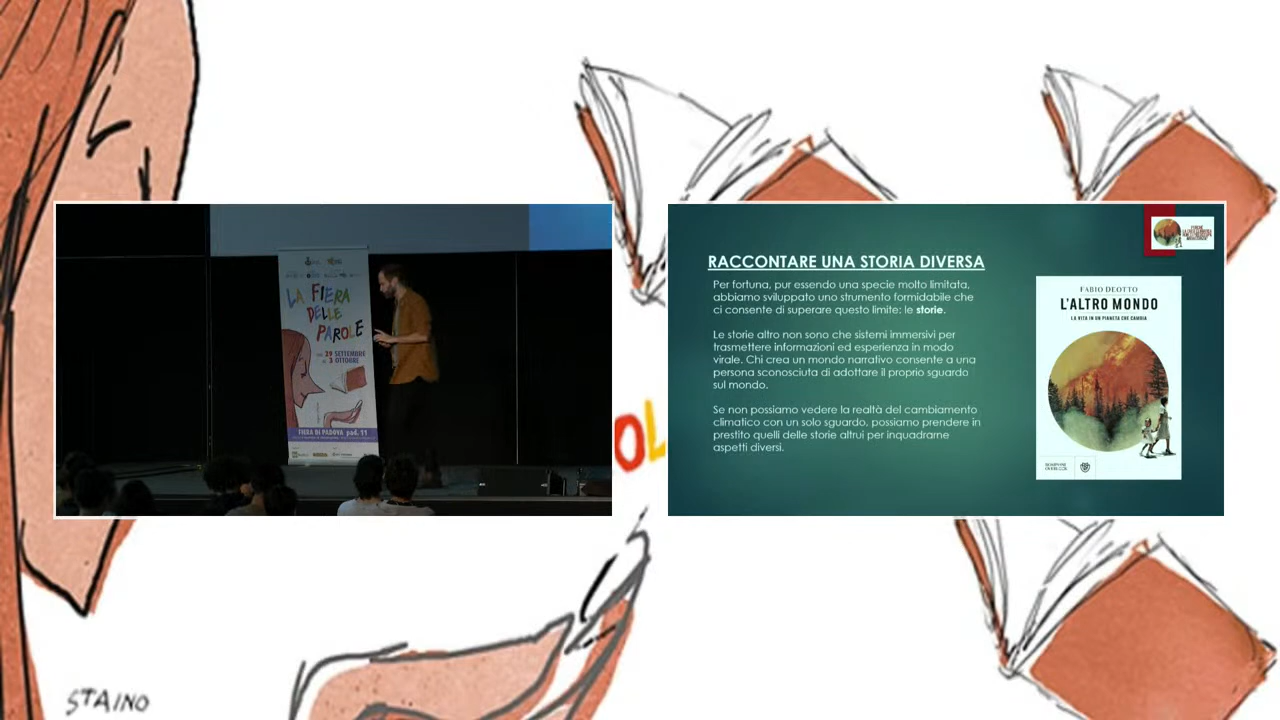 LA FIERA
DELLE
PAROLE
DAL 29 SETTEMBRE
AL 3 OTTOBRE
FIERA DI PADOVA pad. 11
OL
RACCONTARE UNA STORIA DIVERSA
Per fortuna, pur essendo una specie molto limitata,
abbiamo sviluppato uno strumento formidabile che
ci consente di superare questo limite: le storie.
Le storie altro non sono che sistemi immersivi per
trasmettere informazioni ed esperienza in modo
virale. Chi crea un mondo narrativo consente a una
persona sconosciuta di adottare il proprio sguardo
sul mondo.
Se non possiamo vedere la realtà del cambiamento
climatico con un solo sguardo, possiamo prendere in
prestito quelli delle storie altrui per inquadrarne
aspetti diversi.
FABIO DEOTTO
L'ALTRO MONDO
LA VITA IN UN PIANETA CHE CAMBIA
STAINO